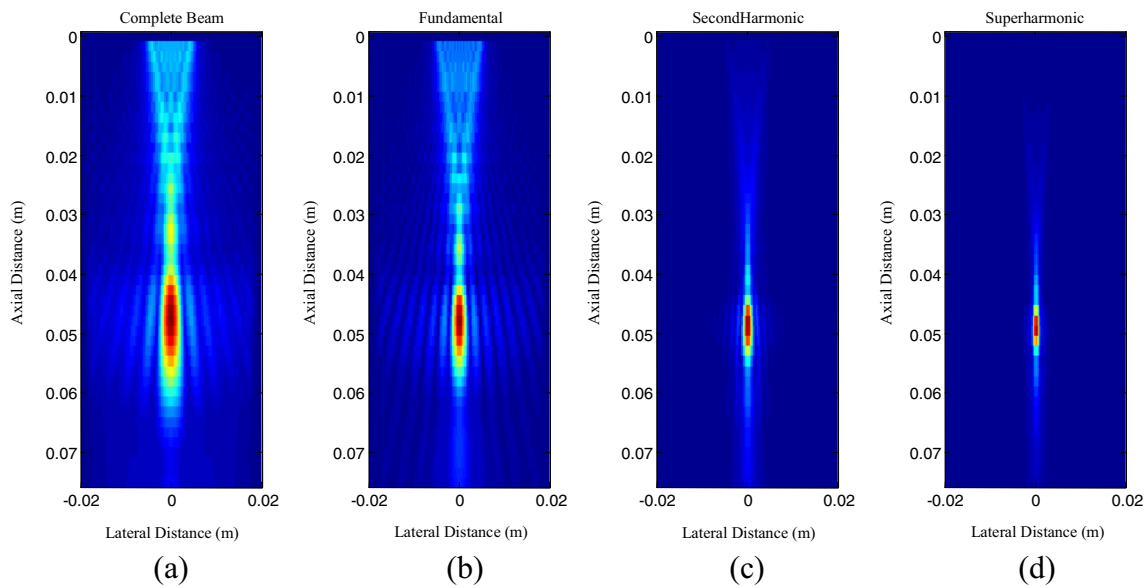 Complete Beam
0
0.01
0.02
0.03
0.04
0.05
0.06
0.07
-0.02 0 0.02
Axial Distance (m)
Lateral Distance (m)
(a)
Fundamental
0
0.01
0.02
0.03
0.04
0.05
0.06
0.07
-0.02 0 0.02
Axial Distance (m)
Lateral Distance (m)
(b)
SecondHarmonic
0
0.01
0.02
0.03
0.04
0.05
0.06
0.07
-0.02 0 0.02
Axial Distance (m)
Lateral Distance (m)
(c)
Superharmonic
0
0.01
0.02
0.03
0.04
0.05
0.06
0.07
-0.02 0 0.02
Axial Distance (m)
Lateral Distance (m)
(d)